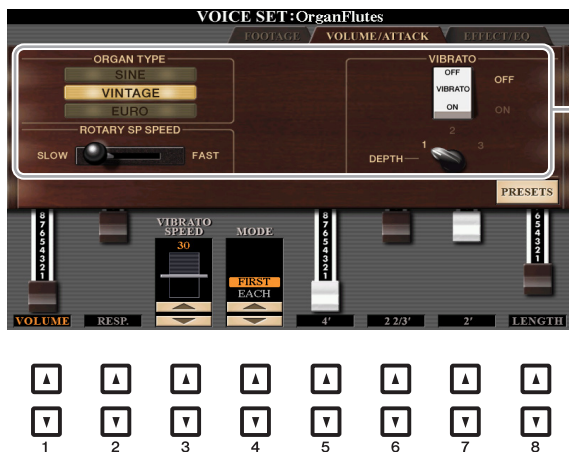 VOICE SET:OrganFlutes
FOOTAGE VOLUME/ATTACK EFFECT/EQ
ORGAN TYPE
SINE
VINTAGE
EURO
ROTARY SP SPEED
SLOW FAST
VIBRATO
OFF
VIBRATO
ON
OFF
ON
1 2 3
DEPTH
PRESETS
8
7
6
5
4
3
2
1
VIBRATO SPEED
30
MODE
FIRST
EACH
8
7
6
5
4
3
2
1
6
5
4
3
2
1
VOLUME RESP. 4' 2 2/3' 2' LENGTH
1 2 3 4 5 6 7 8